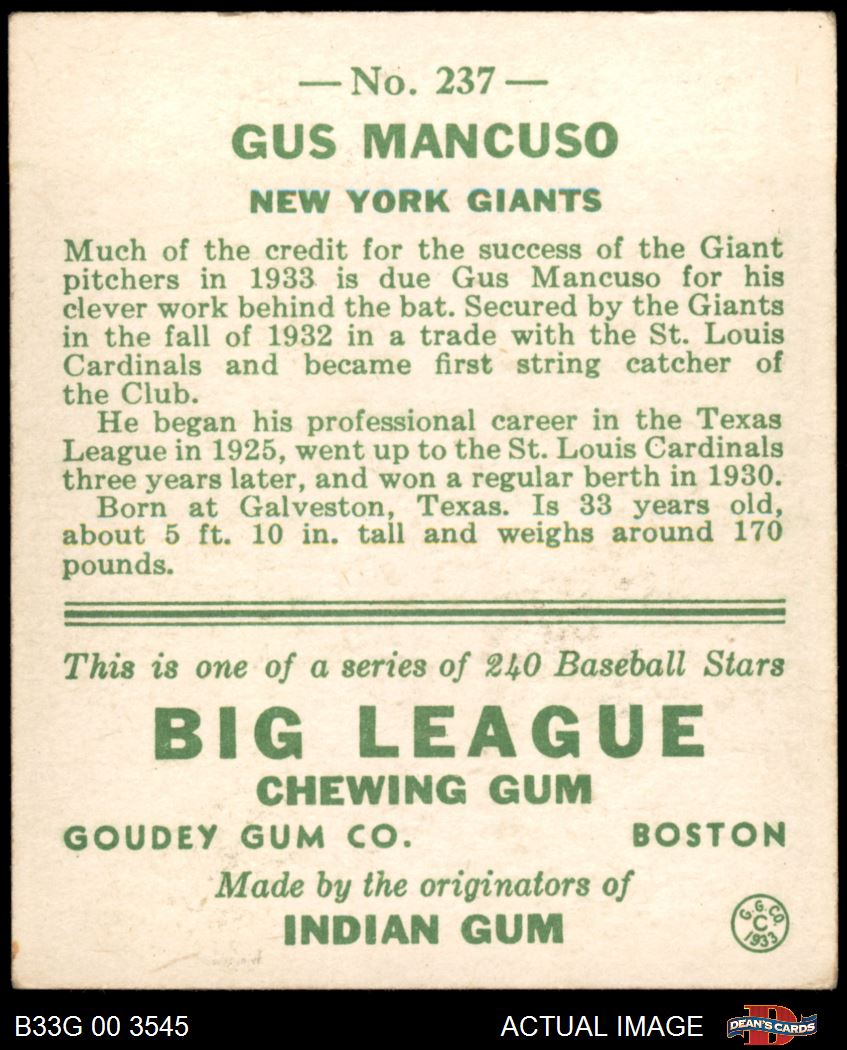 — No. 237 —
GUS MANCUSO
NEW YORK GIANTS
Much of the credit for the success of the Giant
pitchers in 1933 is due Gus Mancuso for his
clever work behind the bat. Secured by the Giants
in the fall of 1932 in a trade with the St. Louis
Cardinals and became first string catcher of
the Club.
He began his professional career in the Texas
League in 1925, went up to the St. Louis Cardinals
three years later, and won a regular berth in 1930.
Born at Galveston, Texas. Is 33 years old,
about 5 ft. 10 in. tall and weighs around 170
pounds.
This is one of a series of 240 Baseball Stars
BIG LEAGUE
CHEWING GUM
GOUDEY GUM CO. BOSTON
Made by the originators of
INDIAN GUM
G.G.CO.
C
1933
B33G 00 3545 ACTUAL IMAGE D DEAN'S CARDS